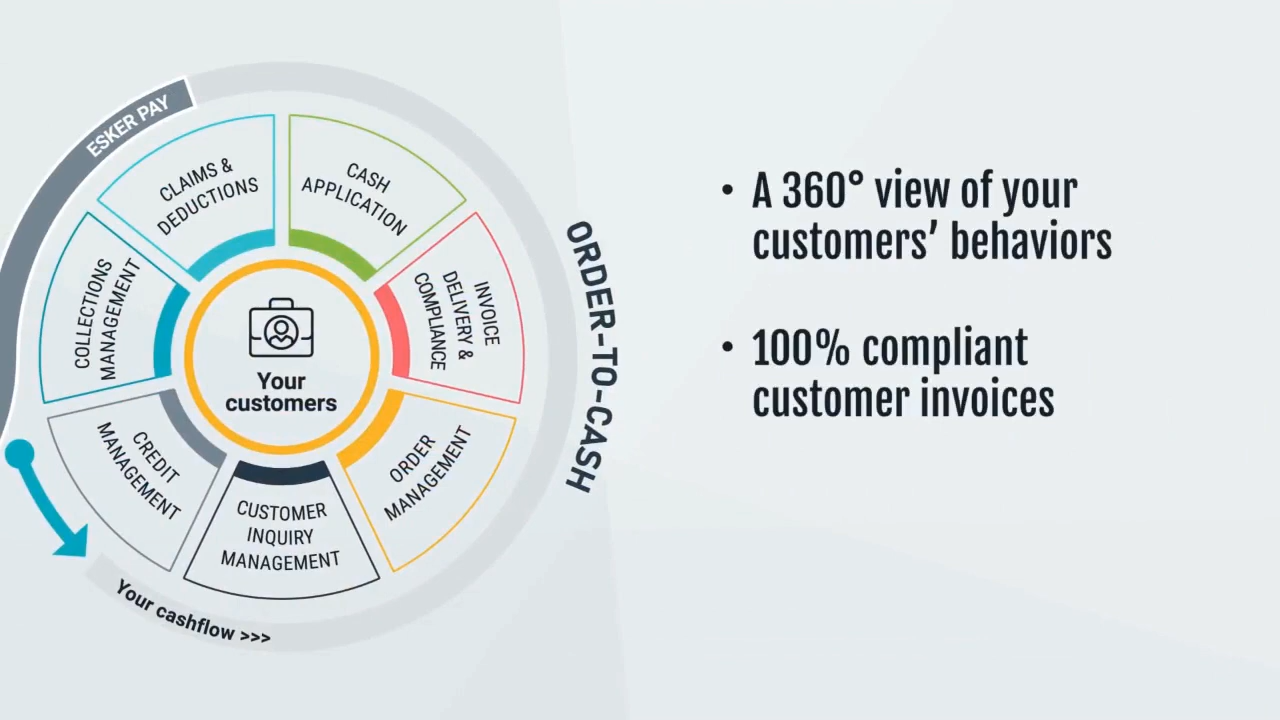 ESKER PAY
CLAIMS &
DEDUCTIONS
CASH
APPLICATION
INVOICE
DELIVERY &
COMPLIANCE
ORDER
MANAGEMENT
CUSTOMER
INQUIRY
MANAGEMENT
CREDIT
MANAGEMENT
COLLECTIONS
MANAGEMENT
Your
customers
Your cashflow >>>
ORDER-TO-CASH
• A 360° view of your
customers’ behaviors
• 100% compliant
customer invoices